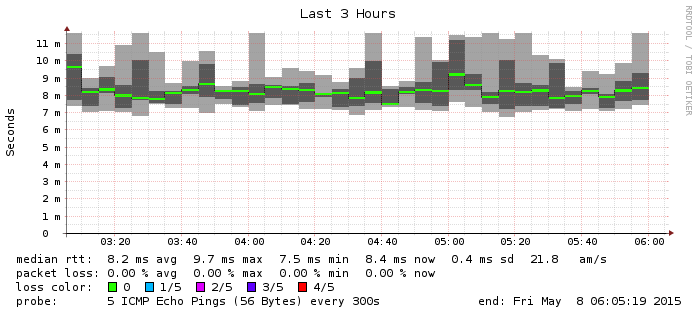 Last 3 Hours
RRDTOOL / TOBI OETIKER
Seconds
11 m
10 m
9 m
8 m
7 m
6 m
5 m
4 m
3 m
2 m
1 m
0
03:20 03:40 04:00 04:20 04:40 05:00 05:20 05:40 06:00
median rtt: 8.2 ms avg 9.7 ms max 7.5 ms min 8.4 ms now 0.4 ms sd 21.8 am/s
packet loss: 0.00 % avg 0.00 % max 0.00 % min 0.00 % now
loss color: 0 1/5 2/5 3/5 4/5
probe: 5 ICMP Echo Pings (56 Bytes) every 300s end: Fri May 8 06:05:19 2015